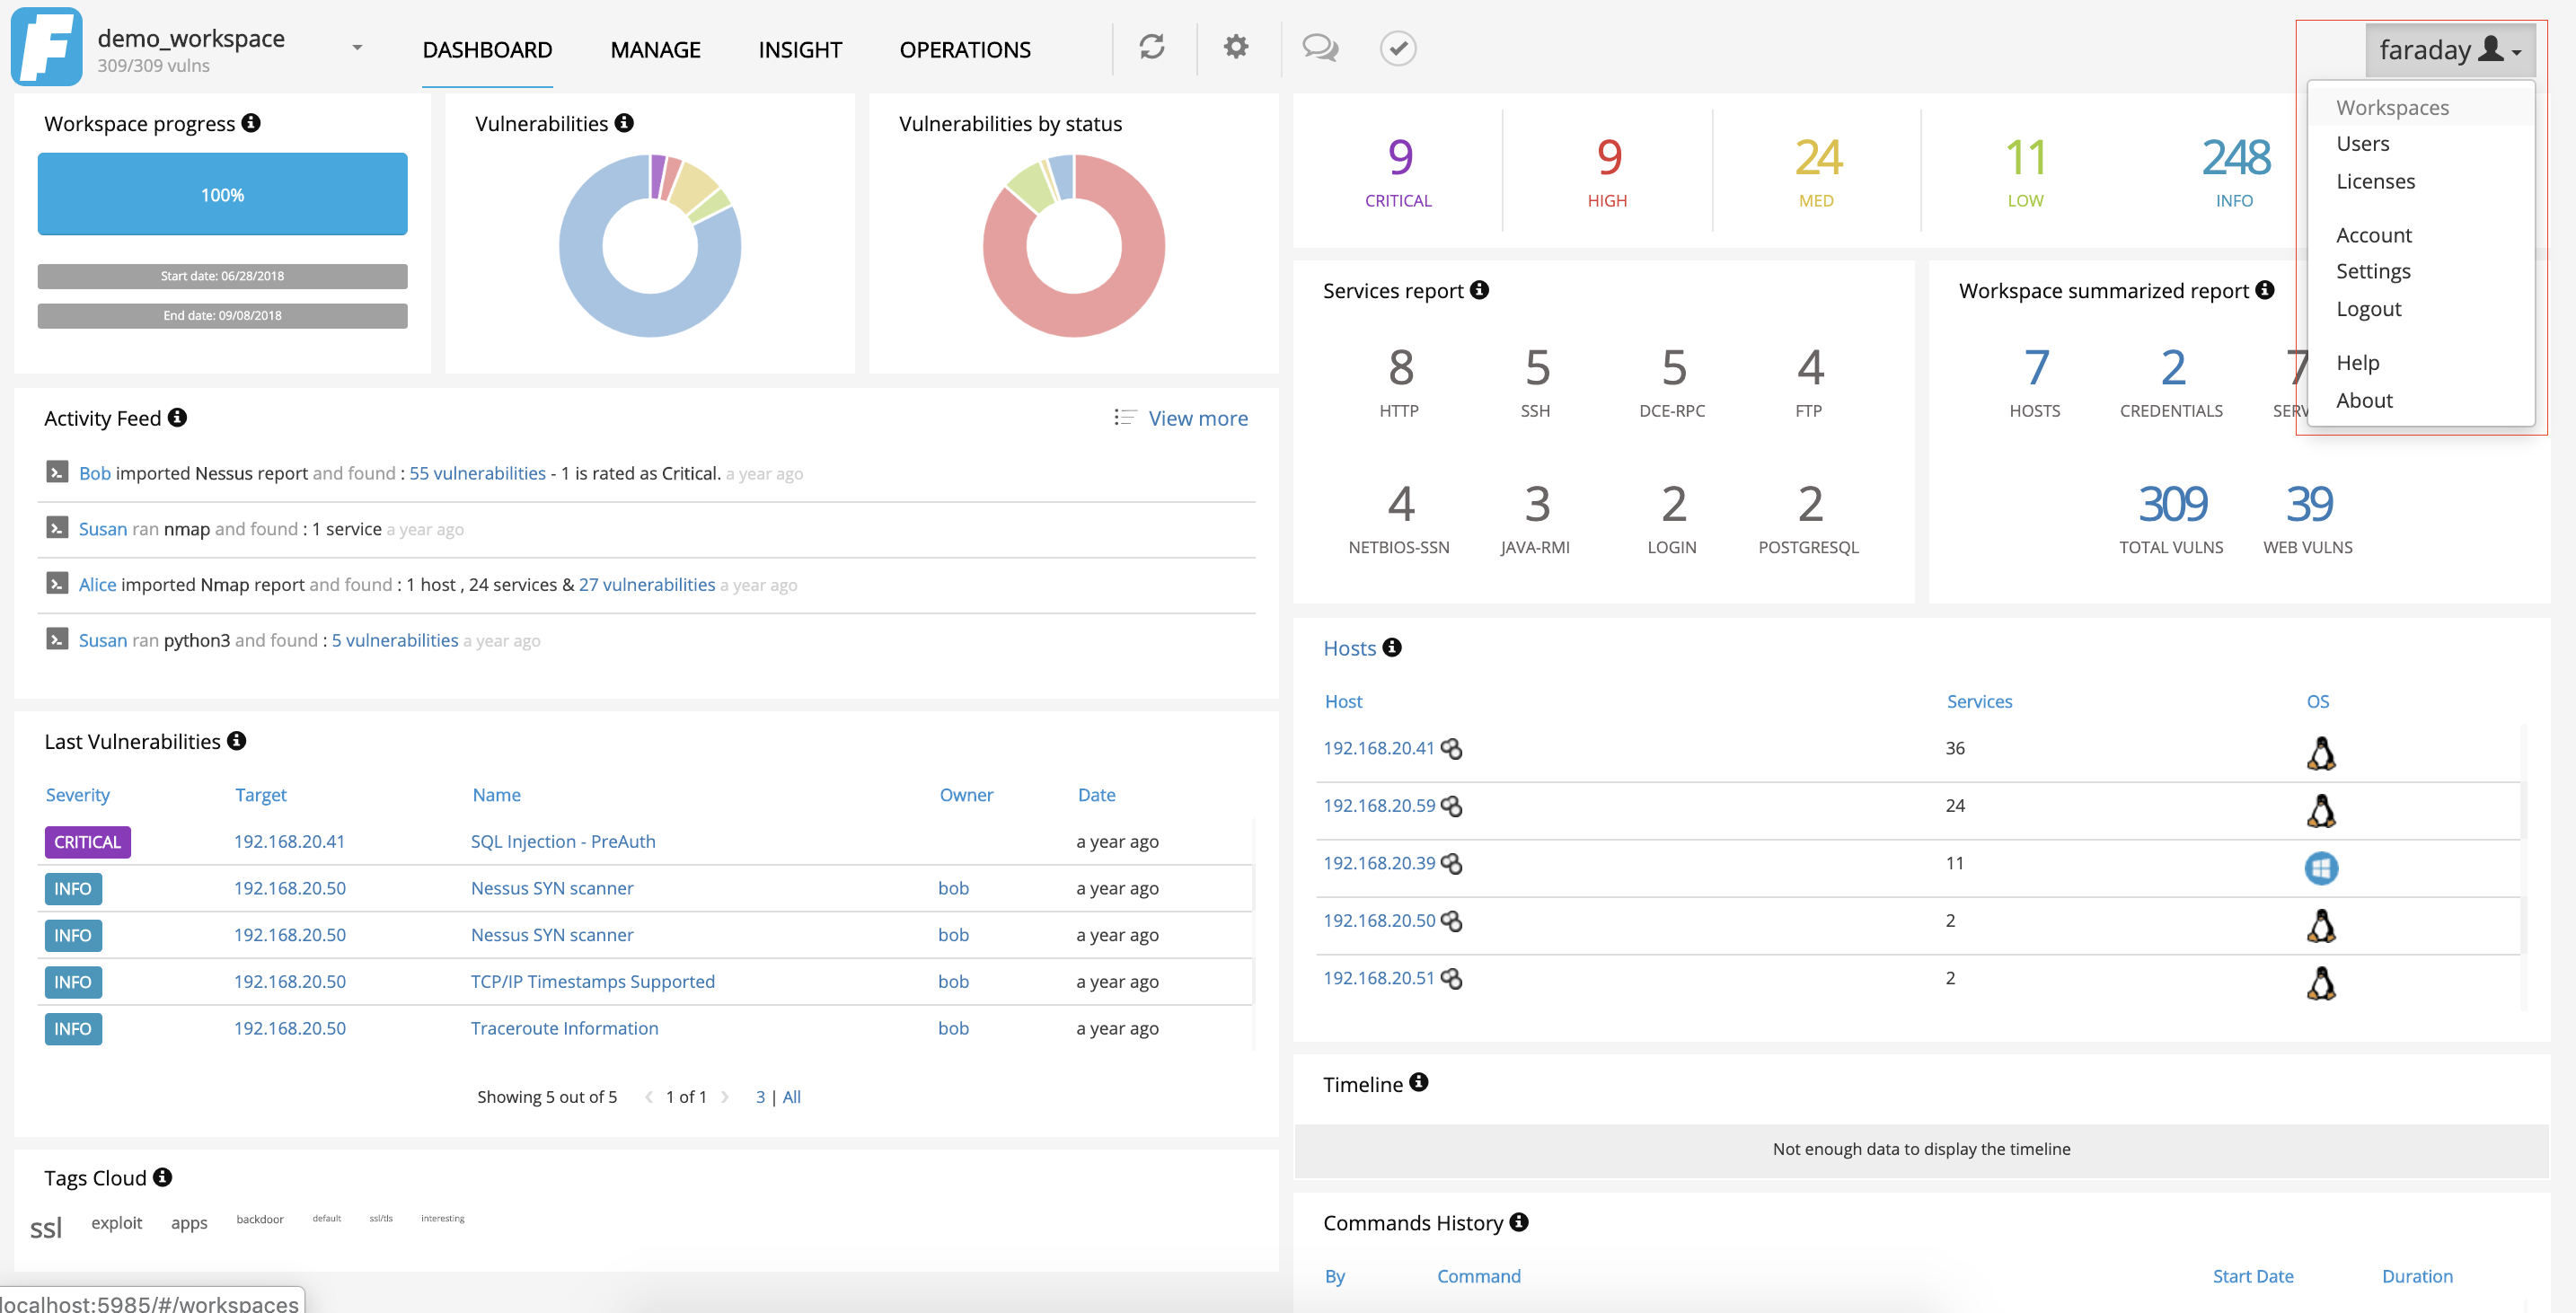 demo_workspace
309/309 vulns
DASHBOARD
MANAGE
INSIGHT
OPERATIONS
faraday
Workspaces
Users
Licenses
Account
Settings
Logout
Help
About
Workspace progress
100%
Start date: 06/28/2018
End date: 09/08/2018
Vulnerabilities
Vulnerabilities by status
9
CRITICAL
9
HIGH
24
MED
11
LOW
248
INFO
Services report
8
HTTP
5
SSH
5
DCE-RPC
4
FTP
4
NETBIOS-SSN
3
JAVA-RMI
2
LOGIN
2
POSTGRESQL
Workspace summarized report
7
HOSTS
2
CREDENTIALS
309
TOTAL VULNS
39
WEB VULNS
Activity Feed
View more
Bob imported Nessus report and found : 55 vulnerabilities - 1 is rated as Critical. a year ago
Susan ran nmap and found : 1 service a year ago
Alice imported Nmap report and found : 1 host , 24 services & 27 vulnerabilities a year ago
Susan ran python3 and found : 5 vulnerabilities a year ago
Hosts
Host Services OS
192.168.20.41 36
192.168.20.59 24
192.168.20.39 11
192.168.20.50 2
192.168.20.51 2
Last Vulnerabilities
Severity Target Name Owner Date
CRITICAL 192.168.20.41 SQL Injection - PreAuth a year ago
INFO 192.168.20.50 Nessus SYN scanner bob a year ago
INFO 192.168.20.50 Nessus SYN scanner bob a year ago
INFO 192.168.20.50 TCP/IP Timestamps Supported bob a year ago
INFO 192.168.20.50 Traceroute Information bob a year ago
Showing 5 out of 5 1 of 1 3 | All
Timeline
Not enough data to display the timeline
Tags Cloud
ssl exploit apps backdoor default ssl/tls interesting
Commands History
By Command Start Date Duration
localhost:5985/#/workspaces